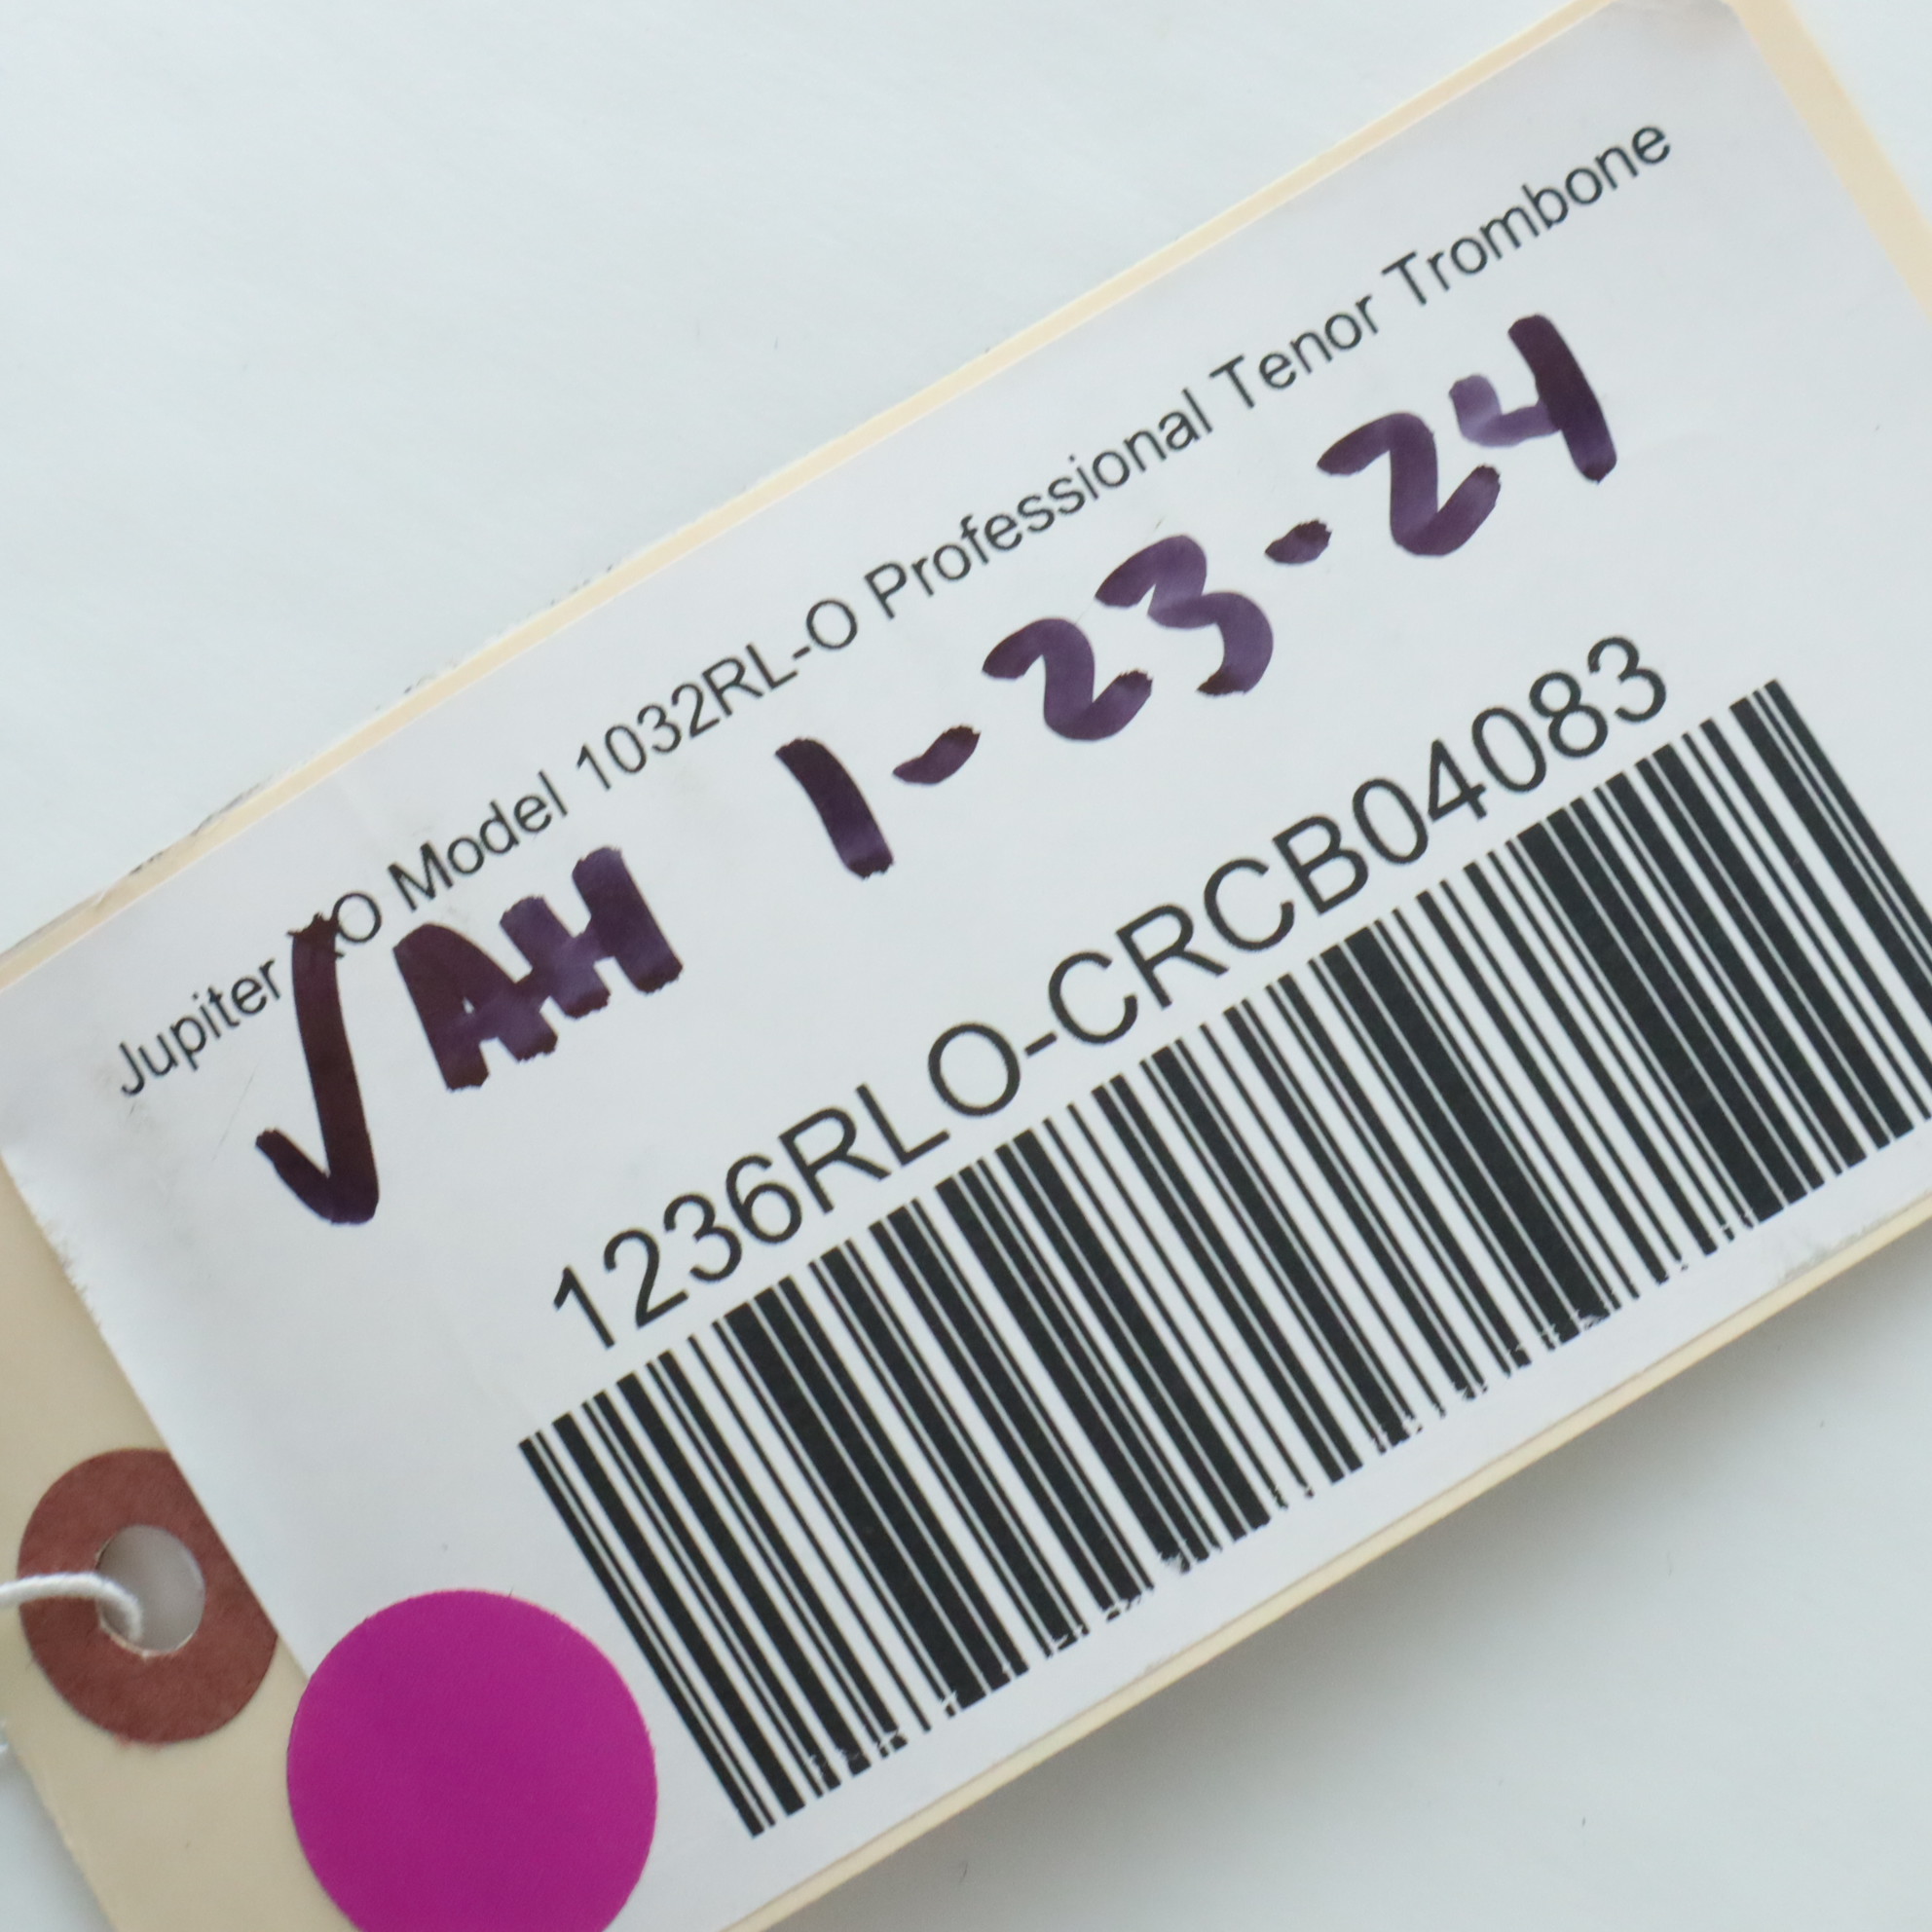 Jupiter XO Model 1032RL-O Professional Tenor Trombone
√AH 1-23-24
1236RLO-CRCB04083